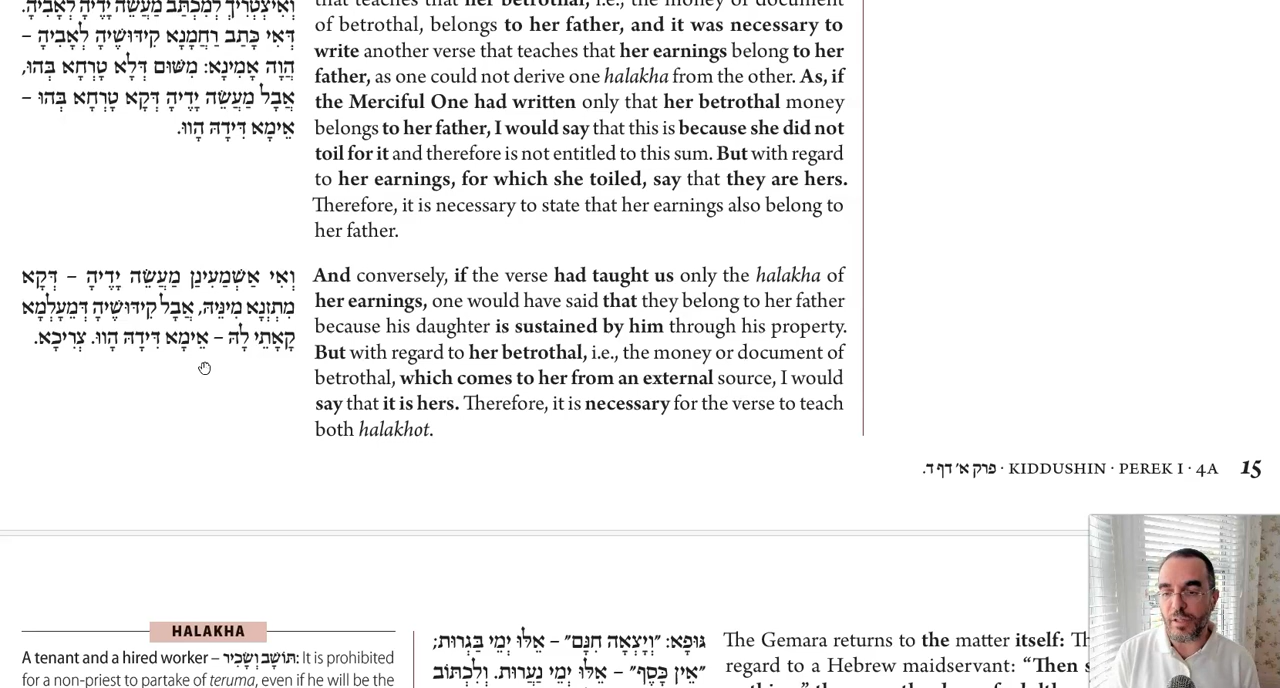 וְאִיצְטְרִיךְ לְמִכְתַּב מַעֲשֵׂה יָדֶיהָ לְאָבִיהָ.
דְּאִי כָּתַב רַחֲמָנָא קִידּוּשֶׁיהָ לְאָבִיהָ –
הֲוָה אָמֵינָא: מִשּׁוּם דְּלָא טָרְחָא בְּהוּ,
אֲבָל מַעֲשֵׂה יָדֶיהָ דְּקָא טָרְחָא בְּהוּ –
אֵימָא דִּידַהּ הָווּ.
that teaches that her betrothal, i.e., the money or document
of betrothal, belongs to her father, and it was necessary to
write another verse that teaches that her earnings belong to her
father, as one could not derive one halakha from the other. As, if
the Merciful One had written only that her betrothal money
belongs to her father, I would say that this is because she did not
toil for it and therefore is not entitled to this sum. But with regard
to her earnings, for which she toiled, say that they are hers.
Therefore, it is necessary to state that her earnings also belong to
her father.
וְאִי אַשְׁמְעִינַן מַעֲשֵׂה יָדֶיהָ – דְּקָא
מִתְזָנָא מִינֵּיהּ, אֲבָל קִידּוּשֶׁיהָ דְּמֵעָלְמָא
קָאָתֵי לַהּ – אֵימָא דִּידַהּ הָווּ. צְרִיכָא.
And conversely, if the verse had taught us only the halakha of
her earnings, one would have said that they belong to her father
because his daughter is sustained by him through his property.
But with regard to her betrothal, i.e., the money or document of
betrothal, which comes to her from an external source, I would
say that it is hers. Therefore, it is necessary for the verse to teach
both halakhot.
פרק א׳ דף ד. · KIDDUSHIN · PEREK I · 4A 15
HALAKHA
A tenant and a hired worker – תּוֹשָׁב וְשָׂכִיר: It is prohibited
for a non-priest to partake of teruma, even if he will be the
גּוּפָא: ״וְיָצְאָה חִנָּם״ – אֵלּוּ יְמֵי בַגְרוּת;
״אֵין כָּסֶף״ – אֵלּוּ יְמֵי נַעֲרוּת. וְלִכְתּוֹב
The Gemara returns to the matter itself:
regard to a Hebrew maidservant: “Then